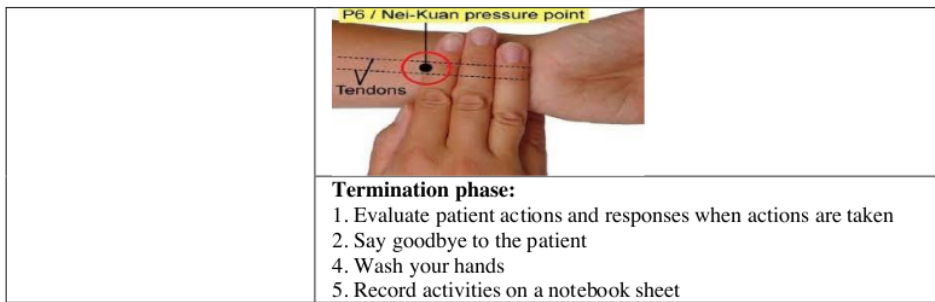 P6 / Nei-Kuan pressure point
Tendons
Termination phase:
1. Evaluate patient actions and responses when actions are taken
2. Say goodbye to the patient
4. Wash your hands
5. Record activities on a notebook sheet